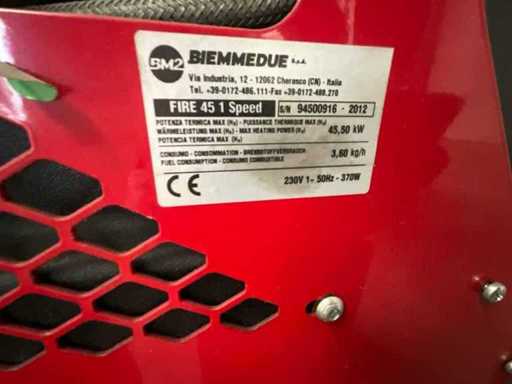 BM2 BIEMMEDUE s.p.a.
Via Industria, 12 - 12062 Cherasco (CN) - Italia
Tel. +39-0172-486.111-Fax +39-0172-488.270
FIRE 45 1 Speed S/N 94500916 - 2012
POTENZA TERMICA MAX (Hs) - PUISSANCE THERMIQUE MAX (Hs)
WÄRMELEISTUNG MAX (Hs) - MAX HEATING POWER (Hs) 45,50 kW
POTENCIA TERMICA MAX (Hs)
CONSUMO - CONSOMMATION - BRENNSTOFFVERBRAUCH 3,60 kg/h
FUEL CONSUMPTION - CONSUMO COMBUSTIBLE
CE 230V 1~ 50Hz - 370W